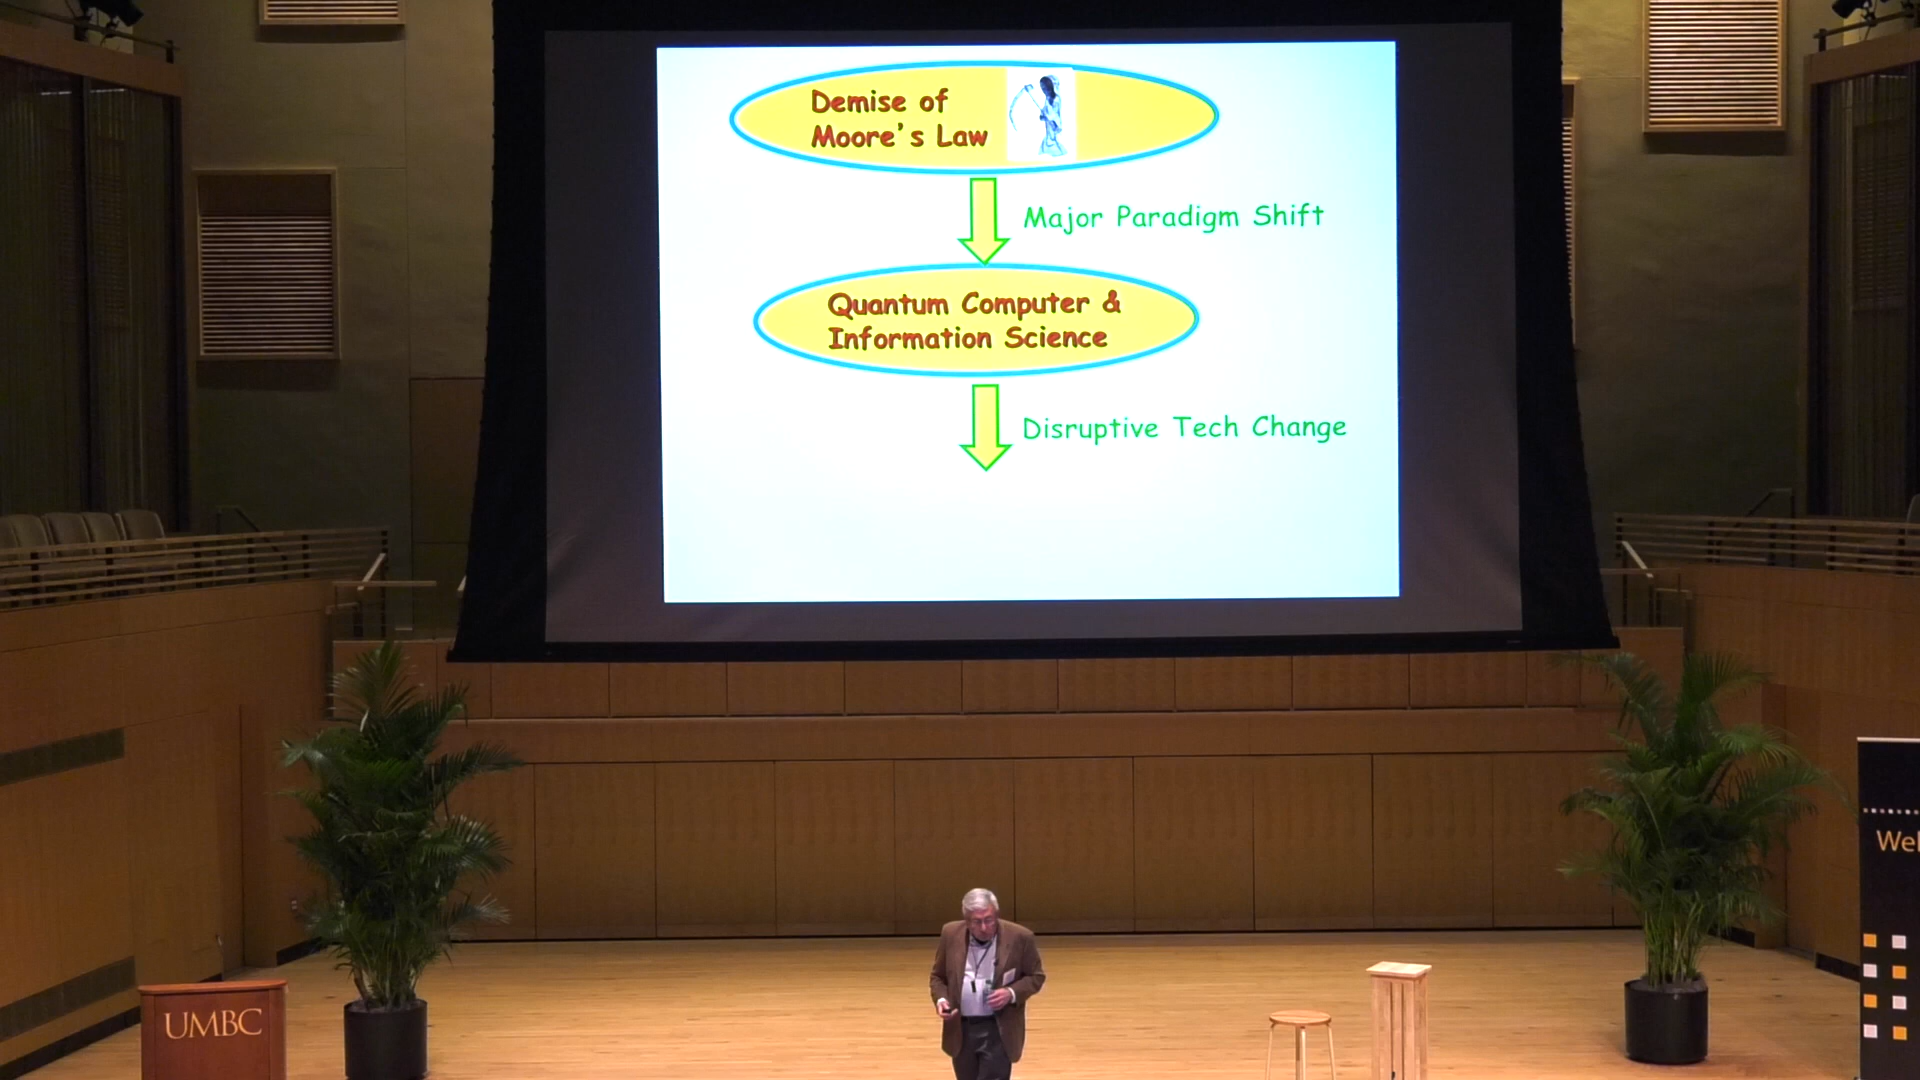 Demise of
Moore's Law
Major Paradigm Shift
Quantum Computer &
Information Science
Disruptive Tech Change
UMBC
Wel